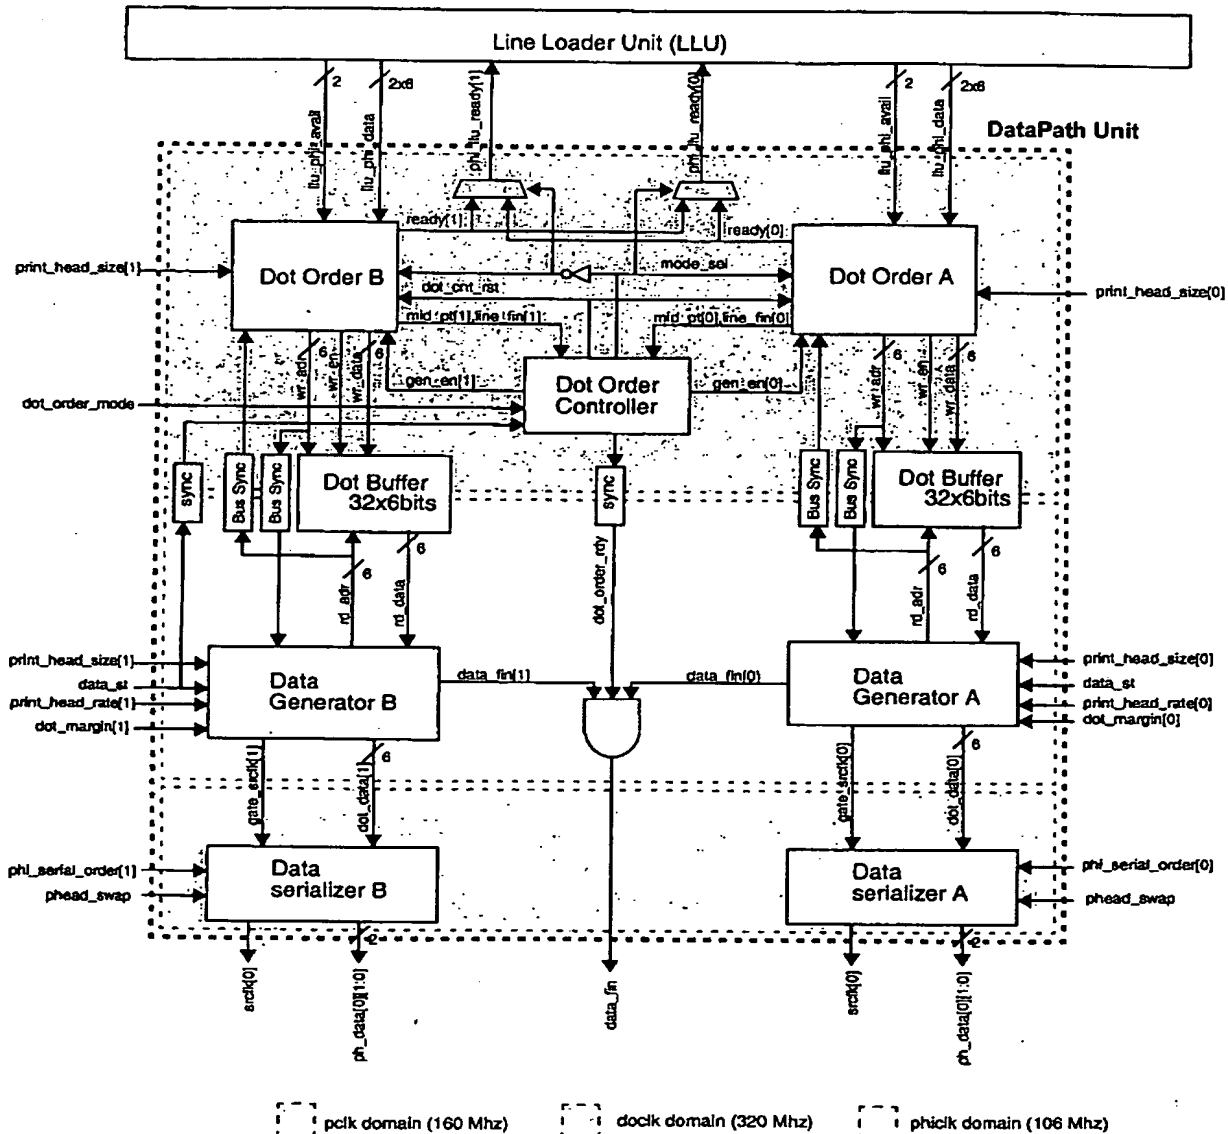 Line Loader Unit (LLU)
2
2x6
2
2x6
llu_phi_avail
llu_phi_data
phi_llu_ready[1]
phi_llu_ready[0]
llu_phi_avail
llu_phi_data
DataPath Unit
ready[1]
ready[0]
print_head_size[1]
Dot Order B
mode_sel
Dot Order A
print_head_size[0]
dot_cnt_rst
mid_pt[1],line_fin[1]
mid_pt[0],line_fin[0]
6
6
6
6
wr_adr
wr_en
wr_data
gen_en[1]
Dot Order
Controller
gen_en[0]
wr_adr
wr_en
wr_data
dot_order_mode
sync
Bus Sync
Bus Sync
Dot Buffer
32x6bits
sync
Bus Sync
Bus Sync
Dot Buffer
32x6bits
6
6
6
6
rd_adr
rd_data
dot_order_rdy
rd_adr
rd_data
print_head_size[1]
data_st
print_head_rate[1]
dot_margin[1]
Data
Generator B
data_fin[1]
data_fin[0]
Data
Generator A
print_head_size[0]
data_st
print_head_rate[0]
dot_margin[0]
6
6
gate_srclk[1]
dot_data[1]
gate_srclk[0]
dot_data[0]
phi_serial_order[1]
phead_swap
Data
serializer B
Data
serializer A
phi_serial_order[0]
phead_swap
2
2
srclk[0]
ph_data[0][1:0]
data_fin
srclk[0]
ph_data[0][1:0]
pclk domain (160 Mhz)
doclk domain (320 Mhz)
phiclk domain (106 Mhz)